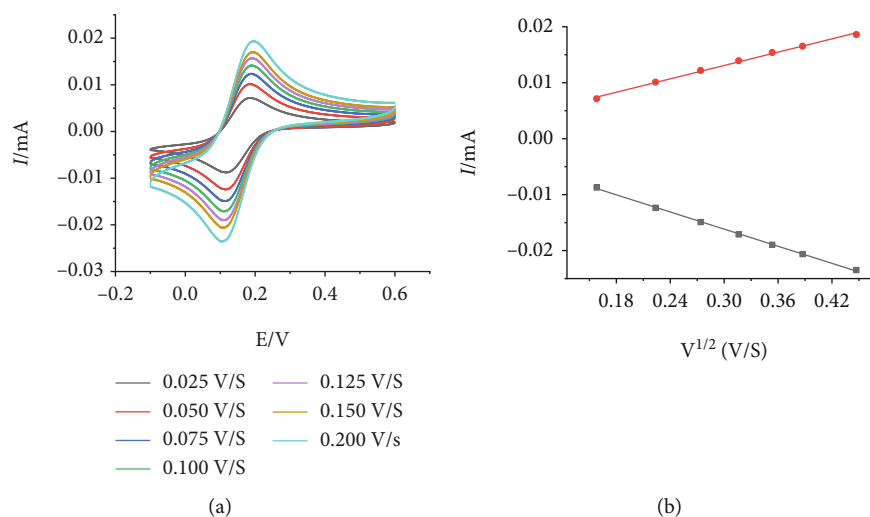 (a)
0.02
0.01
0.00
–0.01
–0.02
–0.03
I/mA
–0.2
0.0
0.2
0.4
0.6
E/V
0.025 V/S
0.050 V/S
0.075 V/S
0.100 V/S
0.125 V/S
0.150 V/S
0.200 V/s
(a)
b)
0.02
0.01
0.00
–0.01
–0.02
I/mA
0.18
0.24
0.30
0.36
0.42
V^1/2 (V/S)
(b)